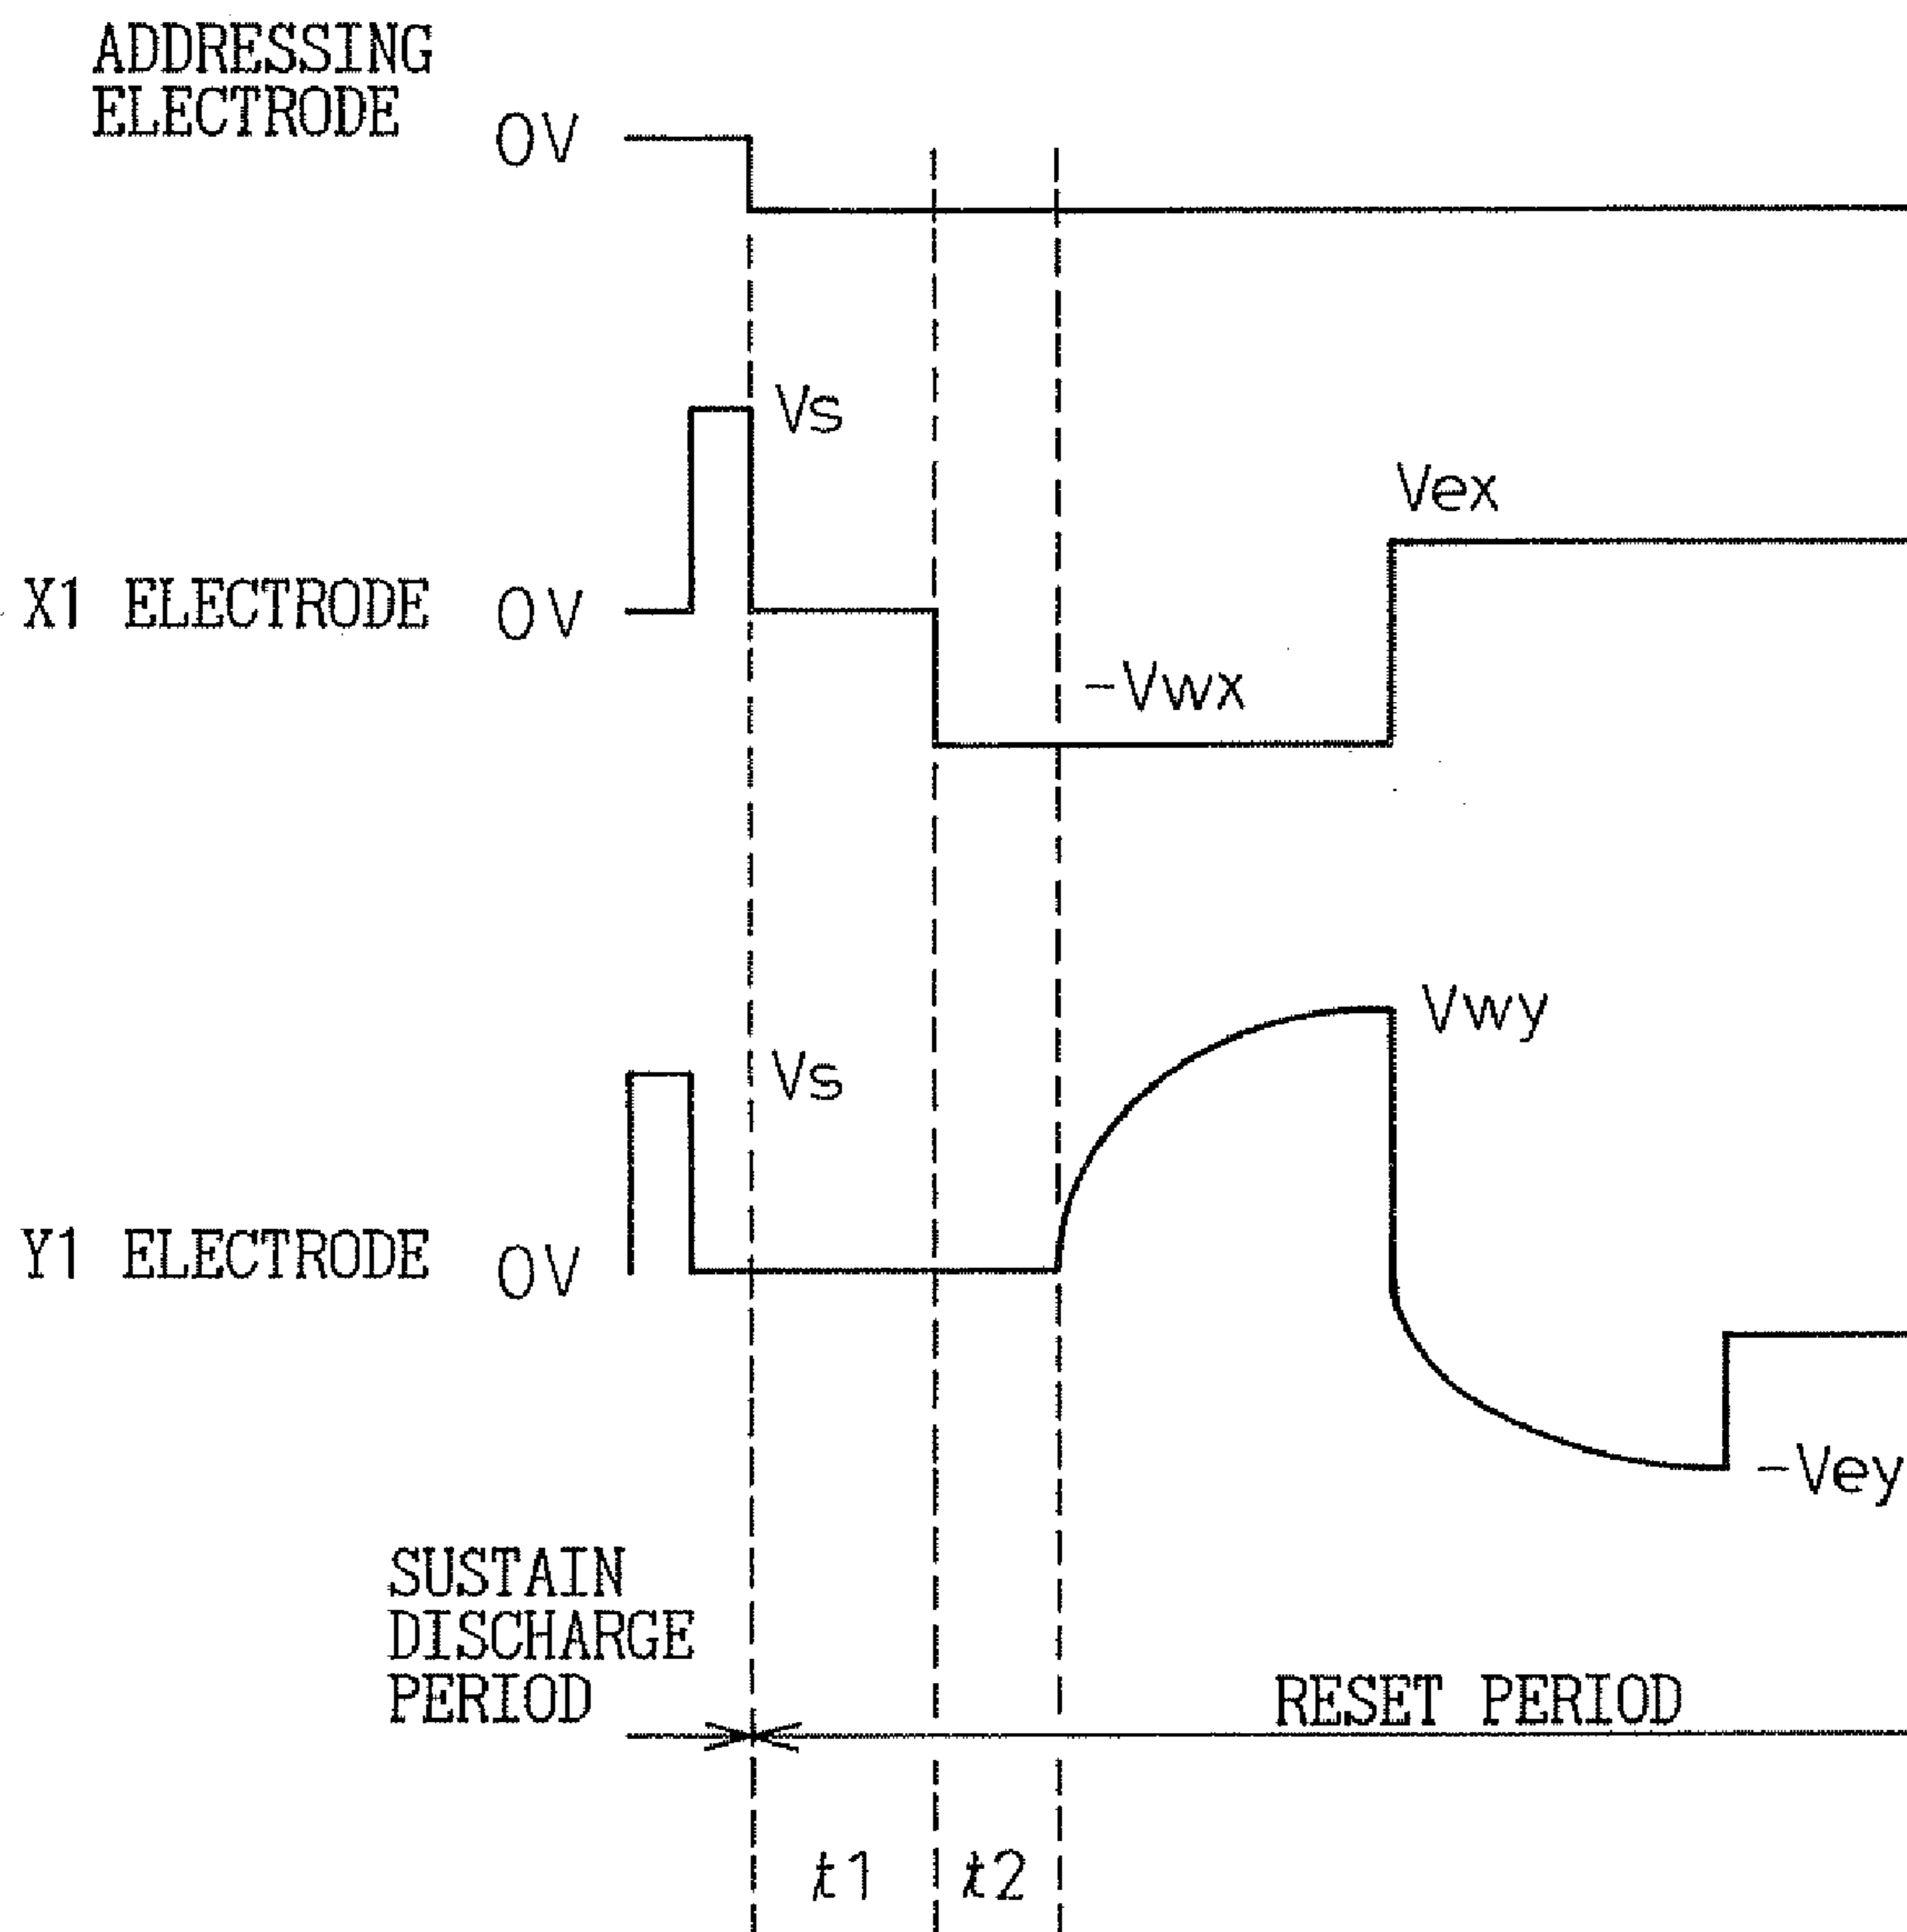 ADDRESSING
ELECTRODE
0V
Vs
Vex
X1 ELECTRODE 0V
-Vwx
Vwy
Vs
Y1 ELECTRODE 0V
-Vey
SUSTAIN
DISCHARGE
PERIOD
RESET PERIOD
t1 t2